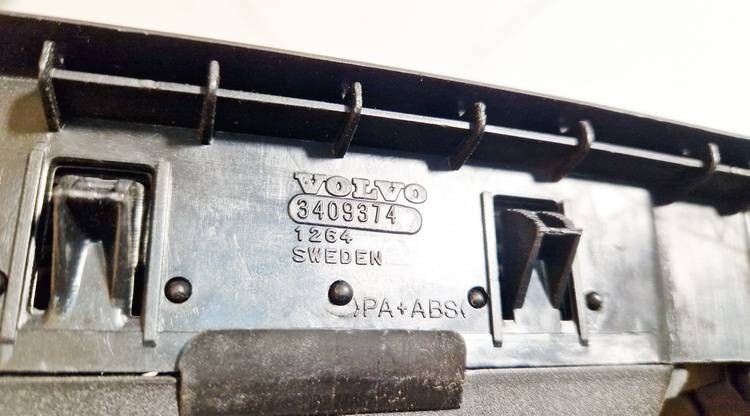 VOLVO
3409374
1264
SWEDEN
>PA+ABS<